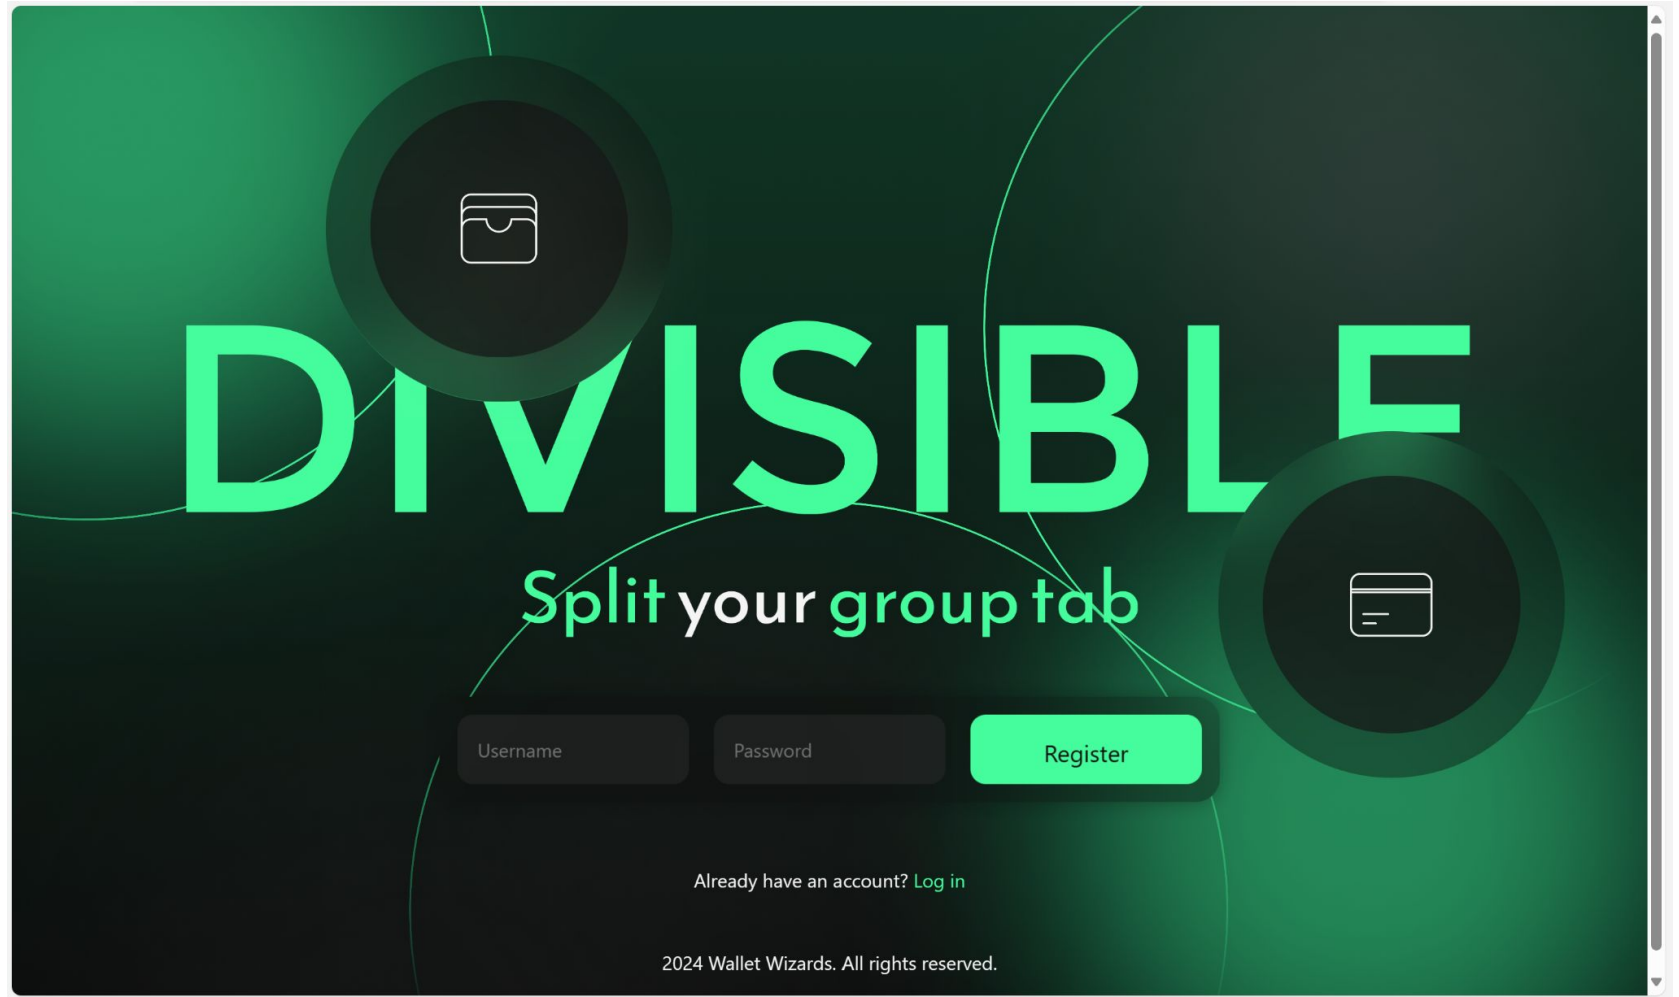 DIVISIBLE
Split your group tab
Username
Password
Register
Already have an account? Log in
2024 Wallet Wizards. All rights reserved.